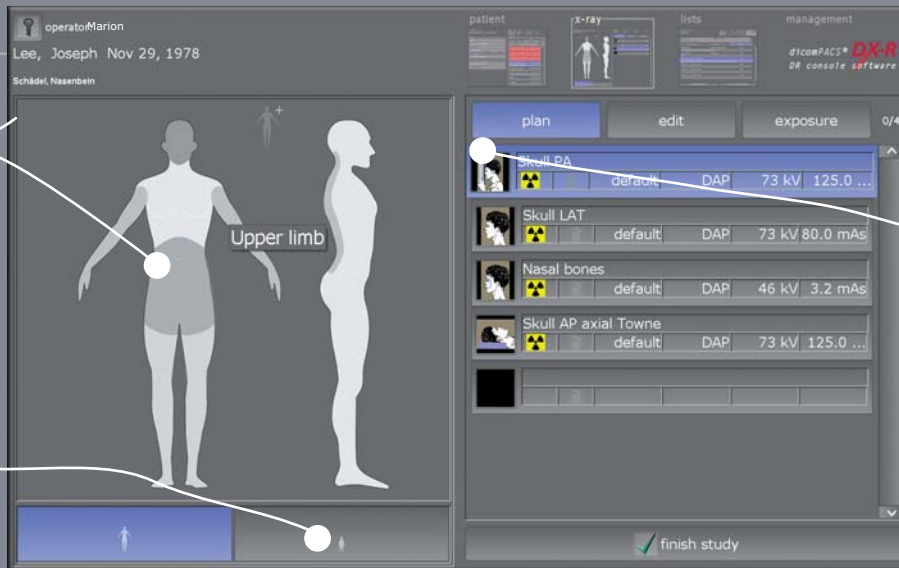 operator Marion
Lee, Joseph Nov 29, 1978
Schädel, Nasenbein
patient
x-ray
lists
management
dicomPACS® DX-R
DR console software
plan
edit
exposure
0/4
Upper limb
Skull PA
default DAP 73 kV 125.0 ...
Skull LAT
default DAP 73 kV 80.0 mAs
Nasal bones
default DAP 46 kV 3.2 mAs
Skull AP axial Towne
default DAP 73 kV 125.0 ...
finish study